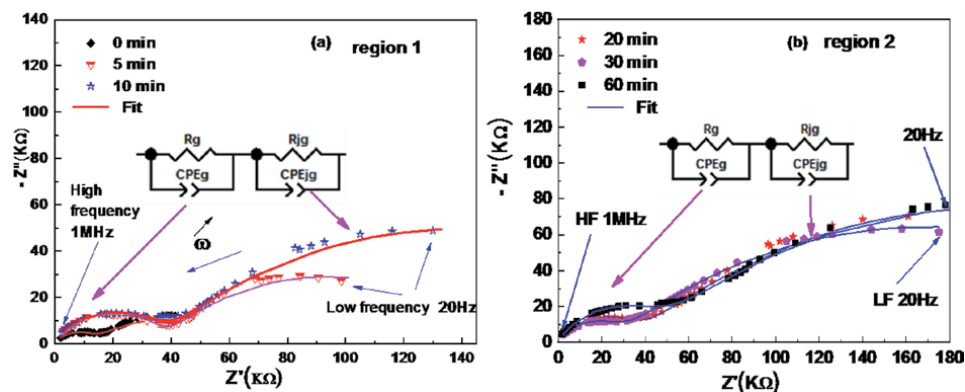 140
120
100
80
60
40
20
0
- Z''(KΩ)
(a) region 1
0 min
5 min
10 min
Fit
Rg
Rjg
CPEg
CPEjg
High
frequency
1MHz
ω
Low frequency 20Hz
0 20 40 60 80 100 120 140
Z'(KΩ)
180
160
140
120
100
80
60
40
20
0
- Z''(KΩ)
(b) region 2
20 min
30 min
60 min
Fit
Rg
Rjg
CPEg
CPEjg
20Hz
HF 1MHz
LF 20Hz
0 20 40 60 80 100 120 140 160 180
Z'(KΩ)